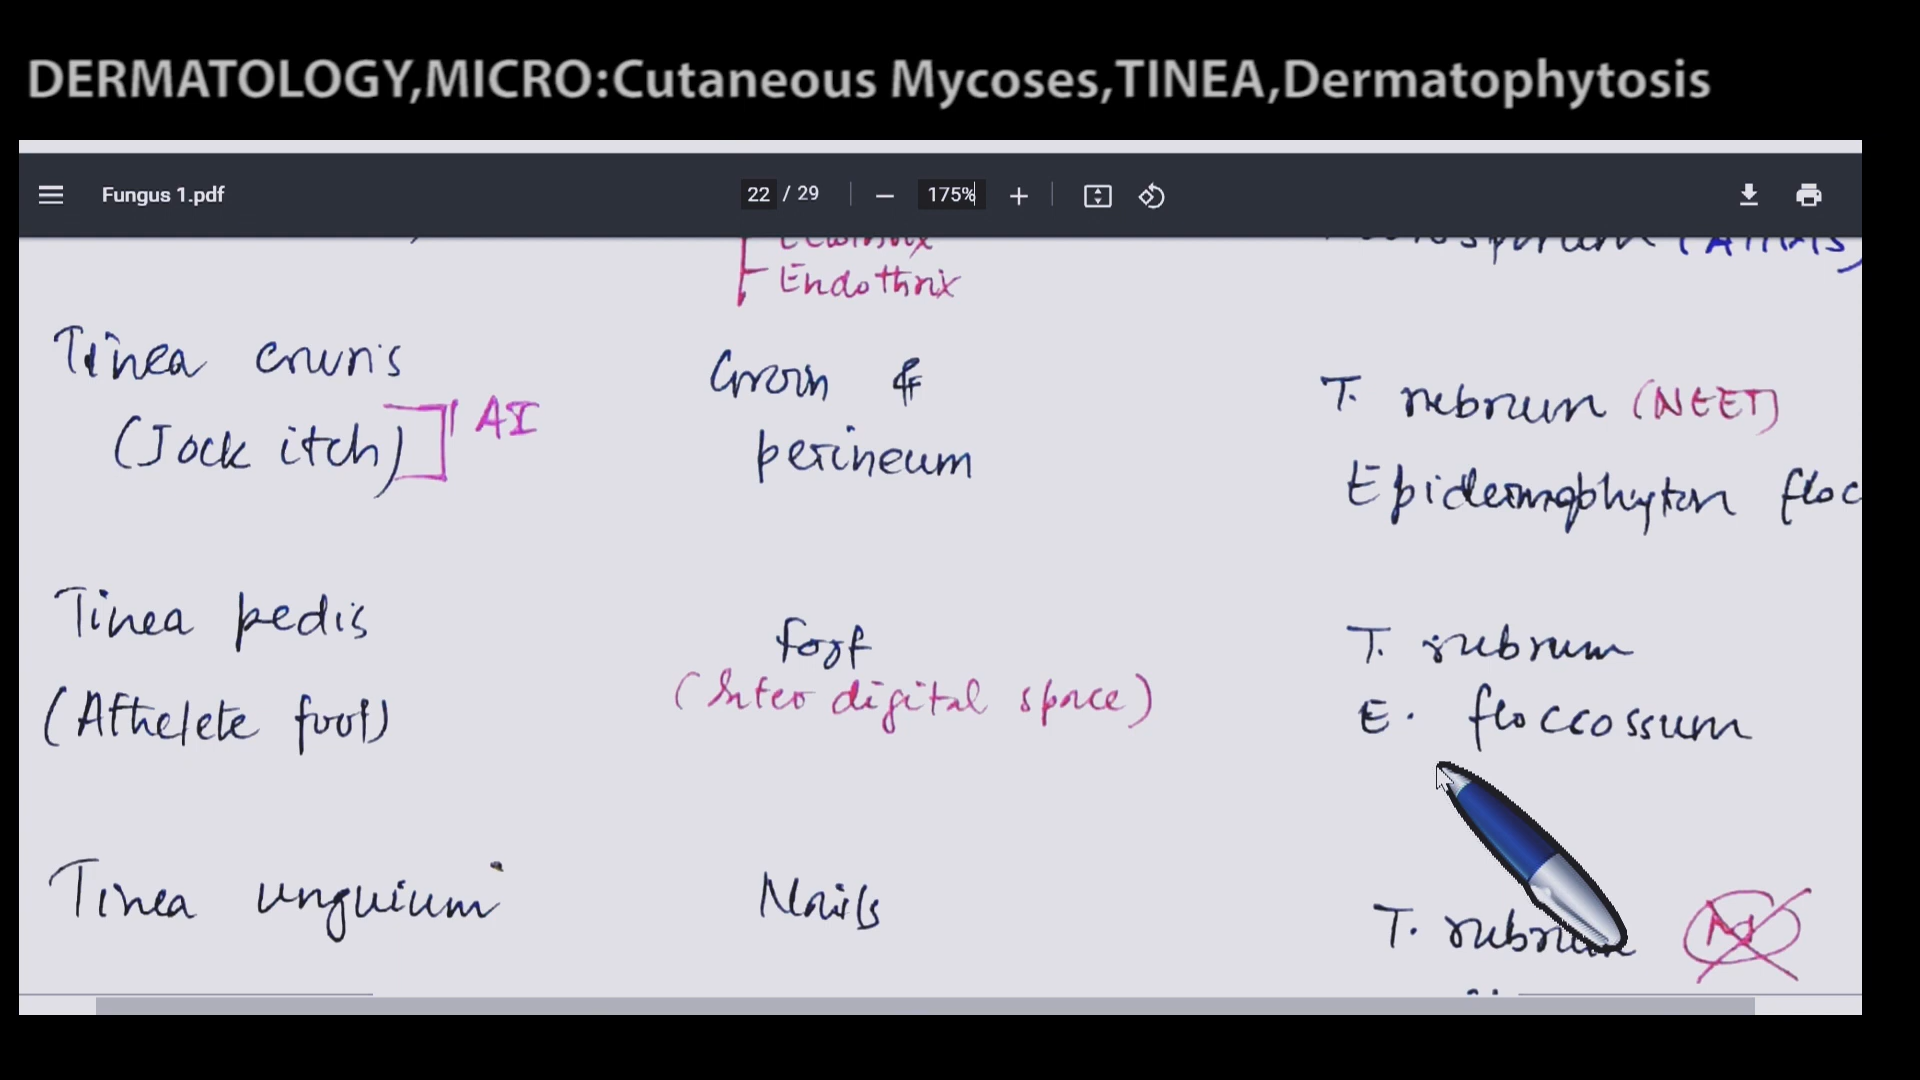 DERMATOLOGY,MICRO:Cutaneous Mycoses,TINEA,Dermatophytosis
Fungus 1.pdf
22 / 29
175%
Endothrix
Tinea cruris
(Jock itch)
AI
Groin &
perineum
T. rubrum (NEET)
Epidermophyton floc
Tinea pedis
(Athelete foot)
foot
(Inter digital space)
T. rubrum
E. floccossum
Tinea unguium
Nails
T. rubrum